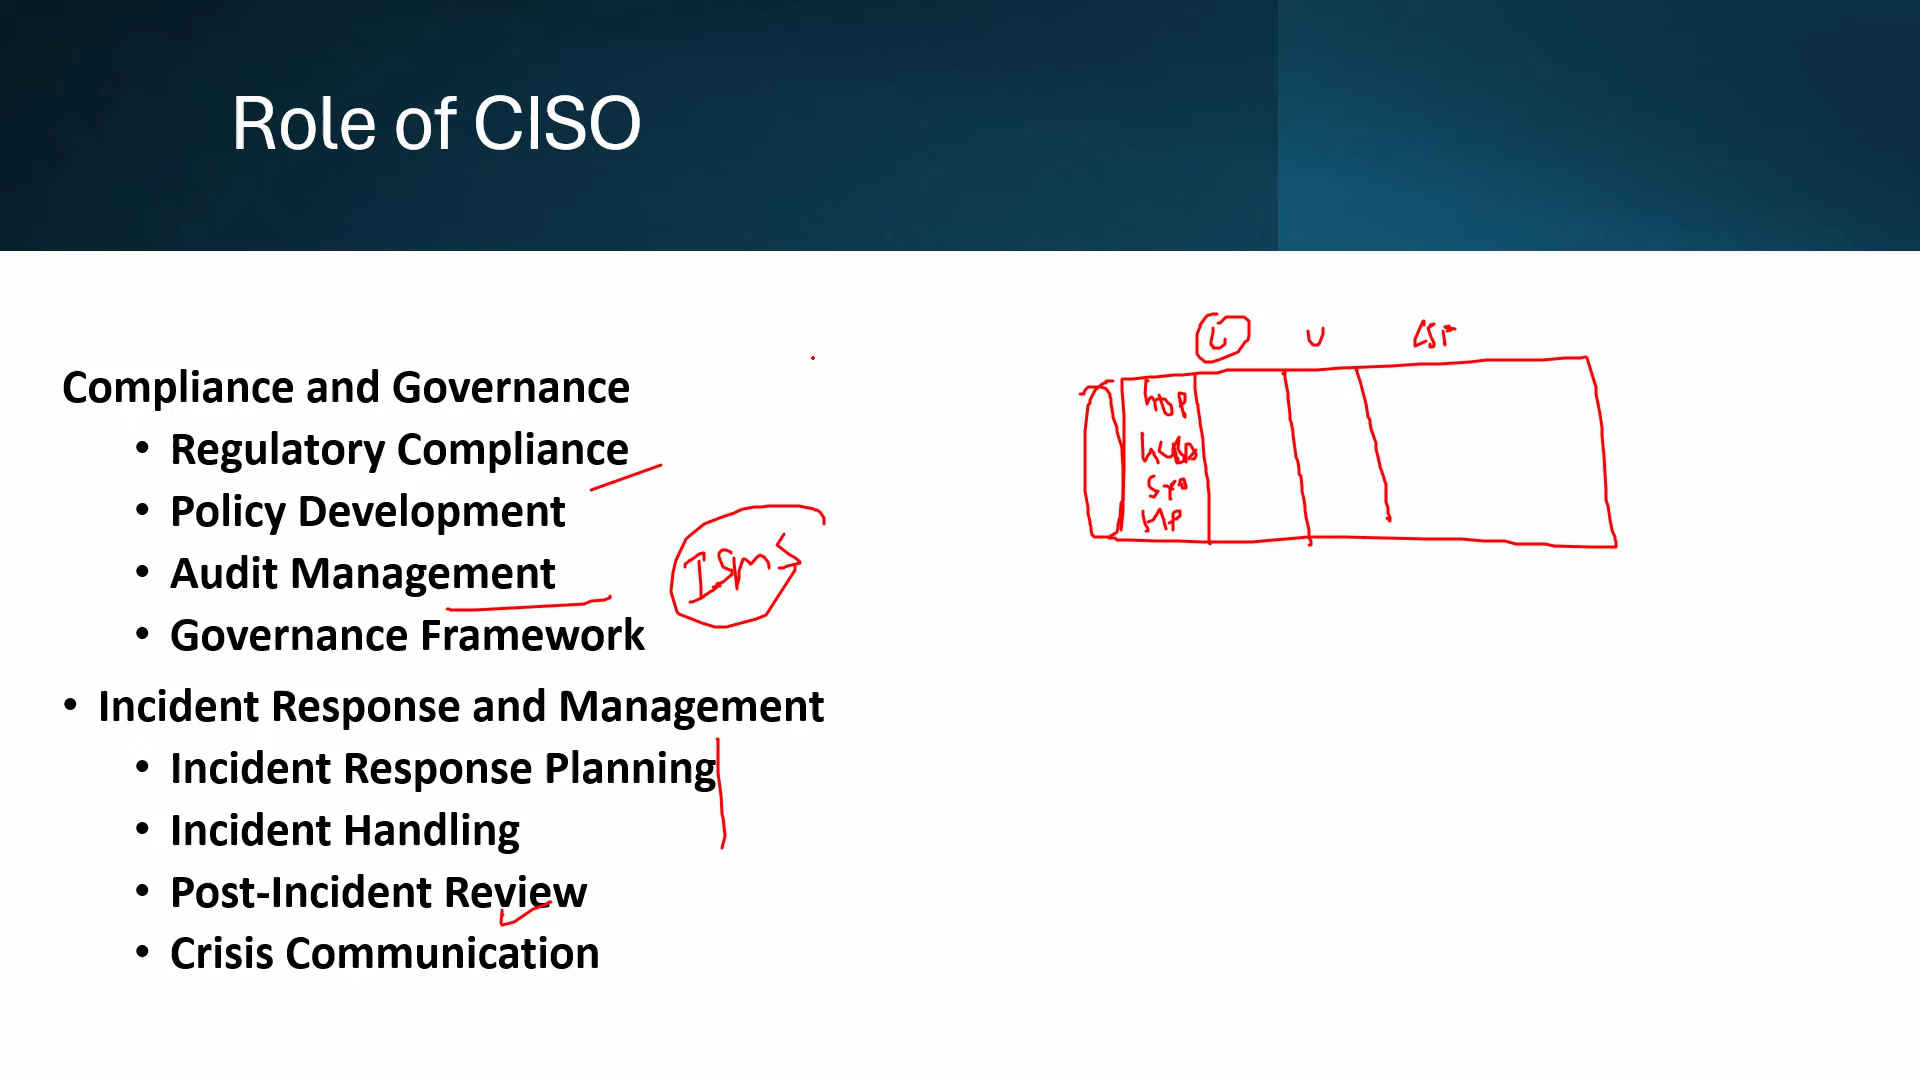 Role of CISO
Compliance and Governance
• Regulatory Compliance
• Policy Development
• Audit Management
• Governance Framework
ISMS
• Incident Response and Management
• Incident Response Planning
• Incident Handling
• Post-Incident Review
• Crisis Communication
U